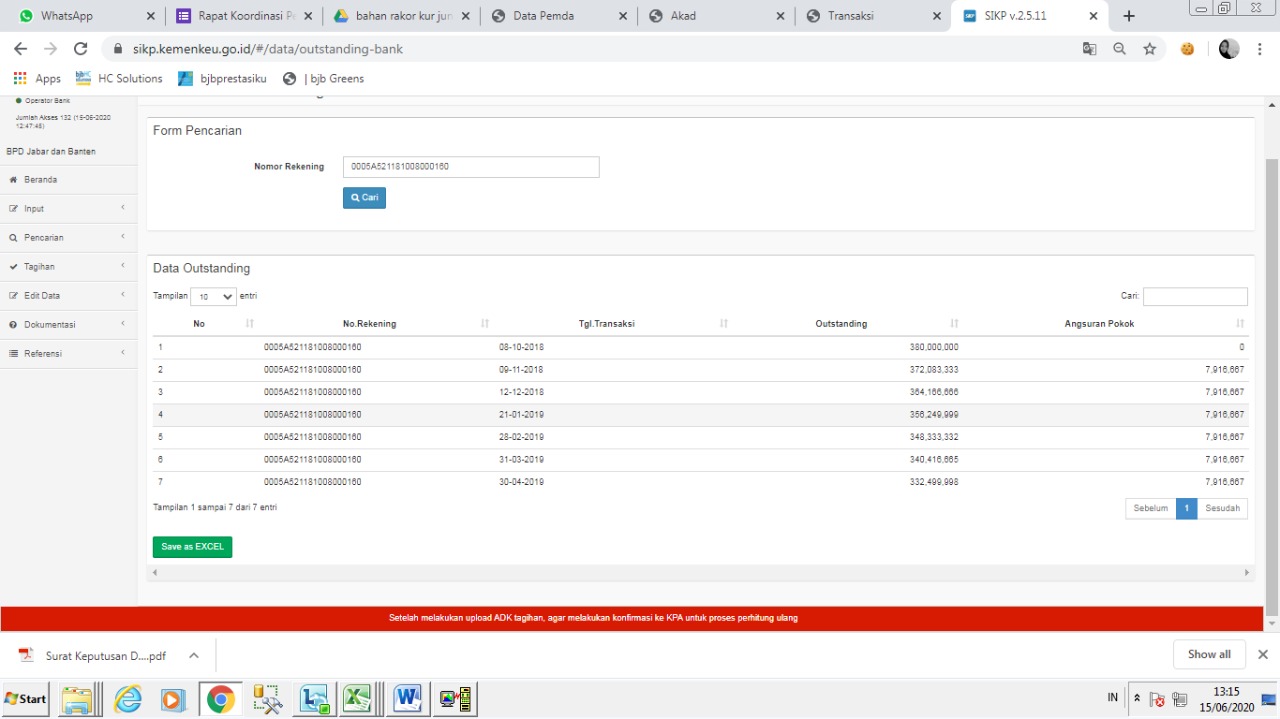 WhatsApp
Rapat Koordinasi Pe
bahan rakor kur jun
Data Pemda
Akad
Transaksi
SIKP v.2.5.11
sikp.kemenkeu.go.id/#/data/outstanding-bank
Apps
HC Solutions
bjbprestasiku
| bjb Greens
Operator Bank
Jumlah Akses 132 (15-06-2020
12:47:48)
BPD Jabar dan Banten
Beranda
Input
Pencarian
Tagihan
Edit Data
Dokumentasi
Referensi
Form Pencarian
Nomor Rekening 0005A521181008000160
Cari
Data Outstanding
Tampilan 10 entri
Cari:
No No.Rekening Tgl.Transaksi Outstanding Angsuran Pokok
1 0005A521181008000160 08-10-2018 380,000,000 0
2 0005A521181008000160 09-11-2018 372,083,333 7,916,667
3 0005A521181008000160 12-12-2018 364,166,666 7,916,667
4 0005A521181008000160 21-01-2019 356,249,999 7,916,667
5 0005A521181008000160 28-02-2019 348,333,332 7,916,667
6 0005A521181008000160 31-03-2019 340,416,665 7,916,667
7 0005A521181008000160 30-04-2019 332,499,998 7,916,667
Tampilan 1 sampai 7 dari 7 entri
Sebelum 1 Sesudah
Save as EXCEL
Setelah melakukan upload ADK tagihan, agar melakukan konfirmasi ke KPA untuk proses perhitung ulang
Surat Keputusan D....pdf
Show all
Start
IN
13:15
15/06/2020